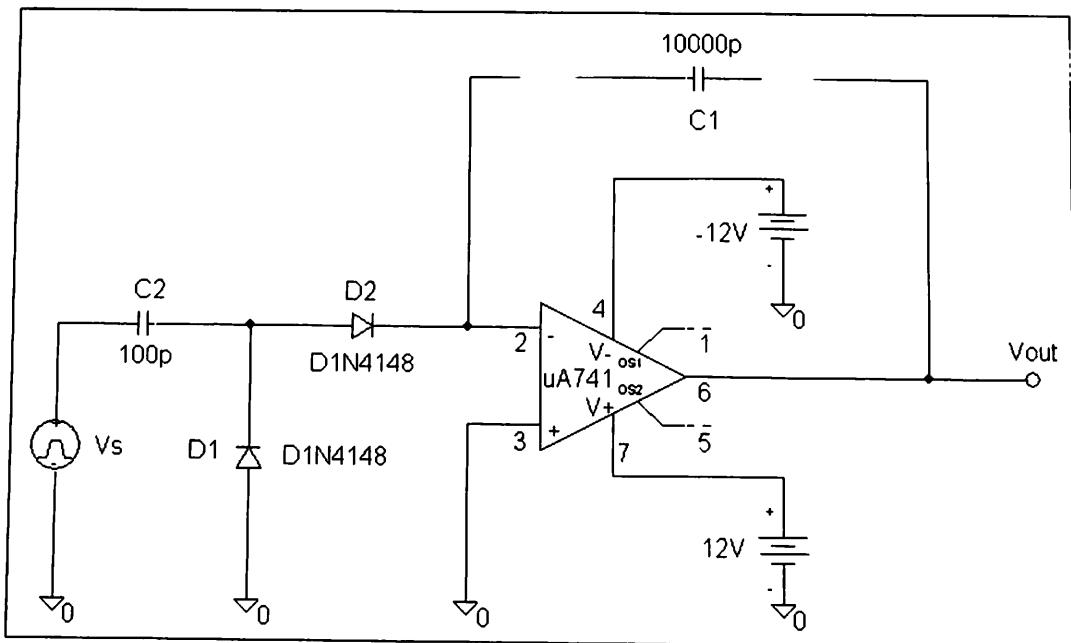 10000p
C1
-12V
+
-
0
C2
100p
D2
D1N4148
4
2
-
V-
OS1
1
uA741
6
Vout
OS2
V+
5
3
+
7
Vs
+
-
D1
D1N4148
12V
+
-
0
0
0
0